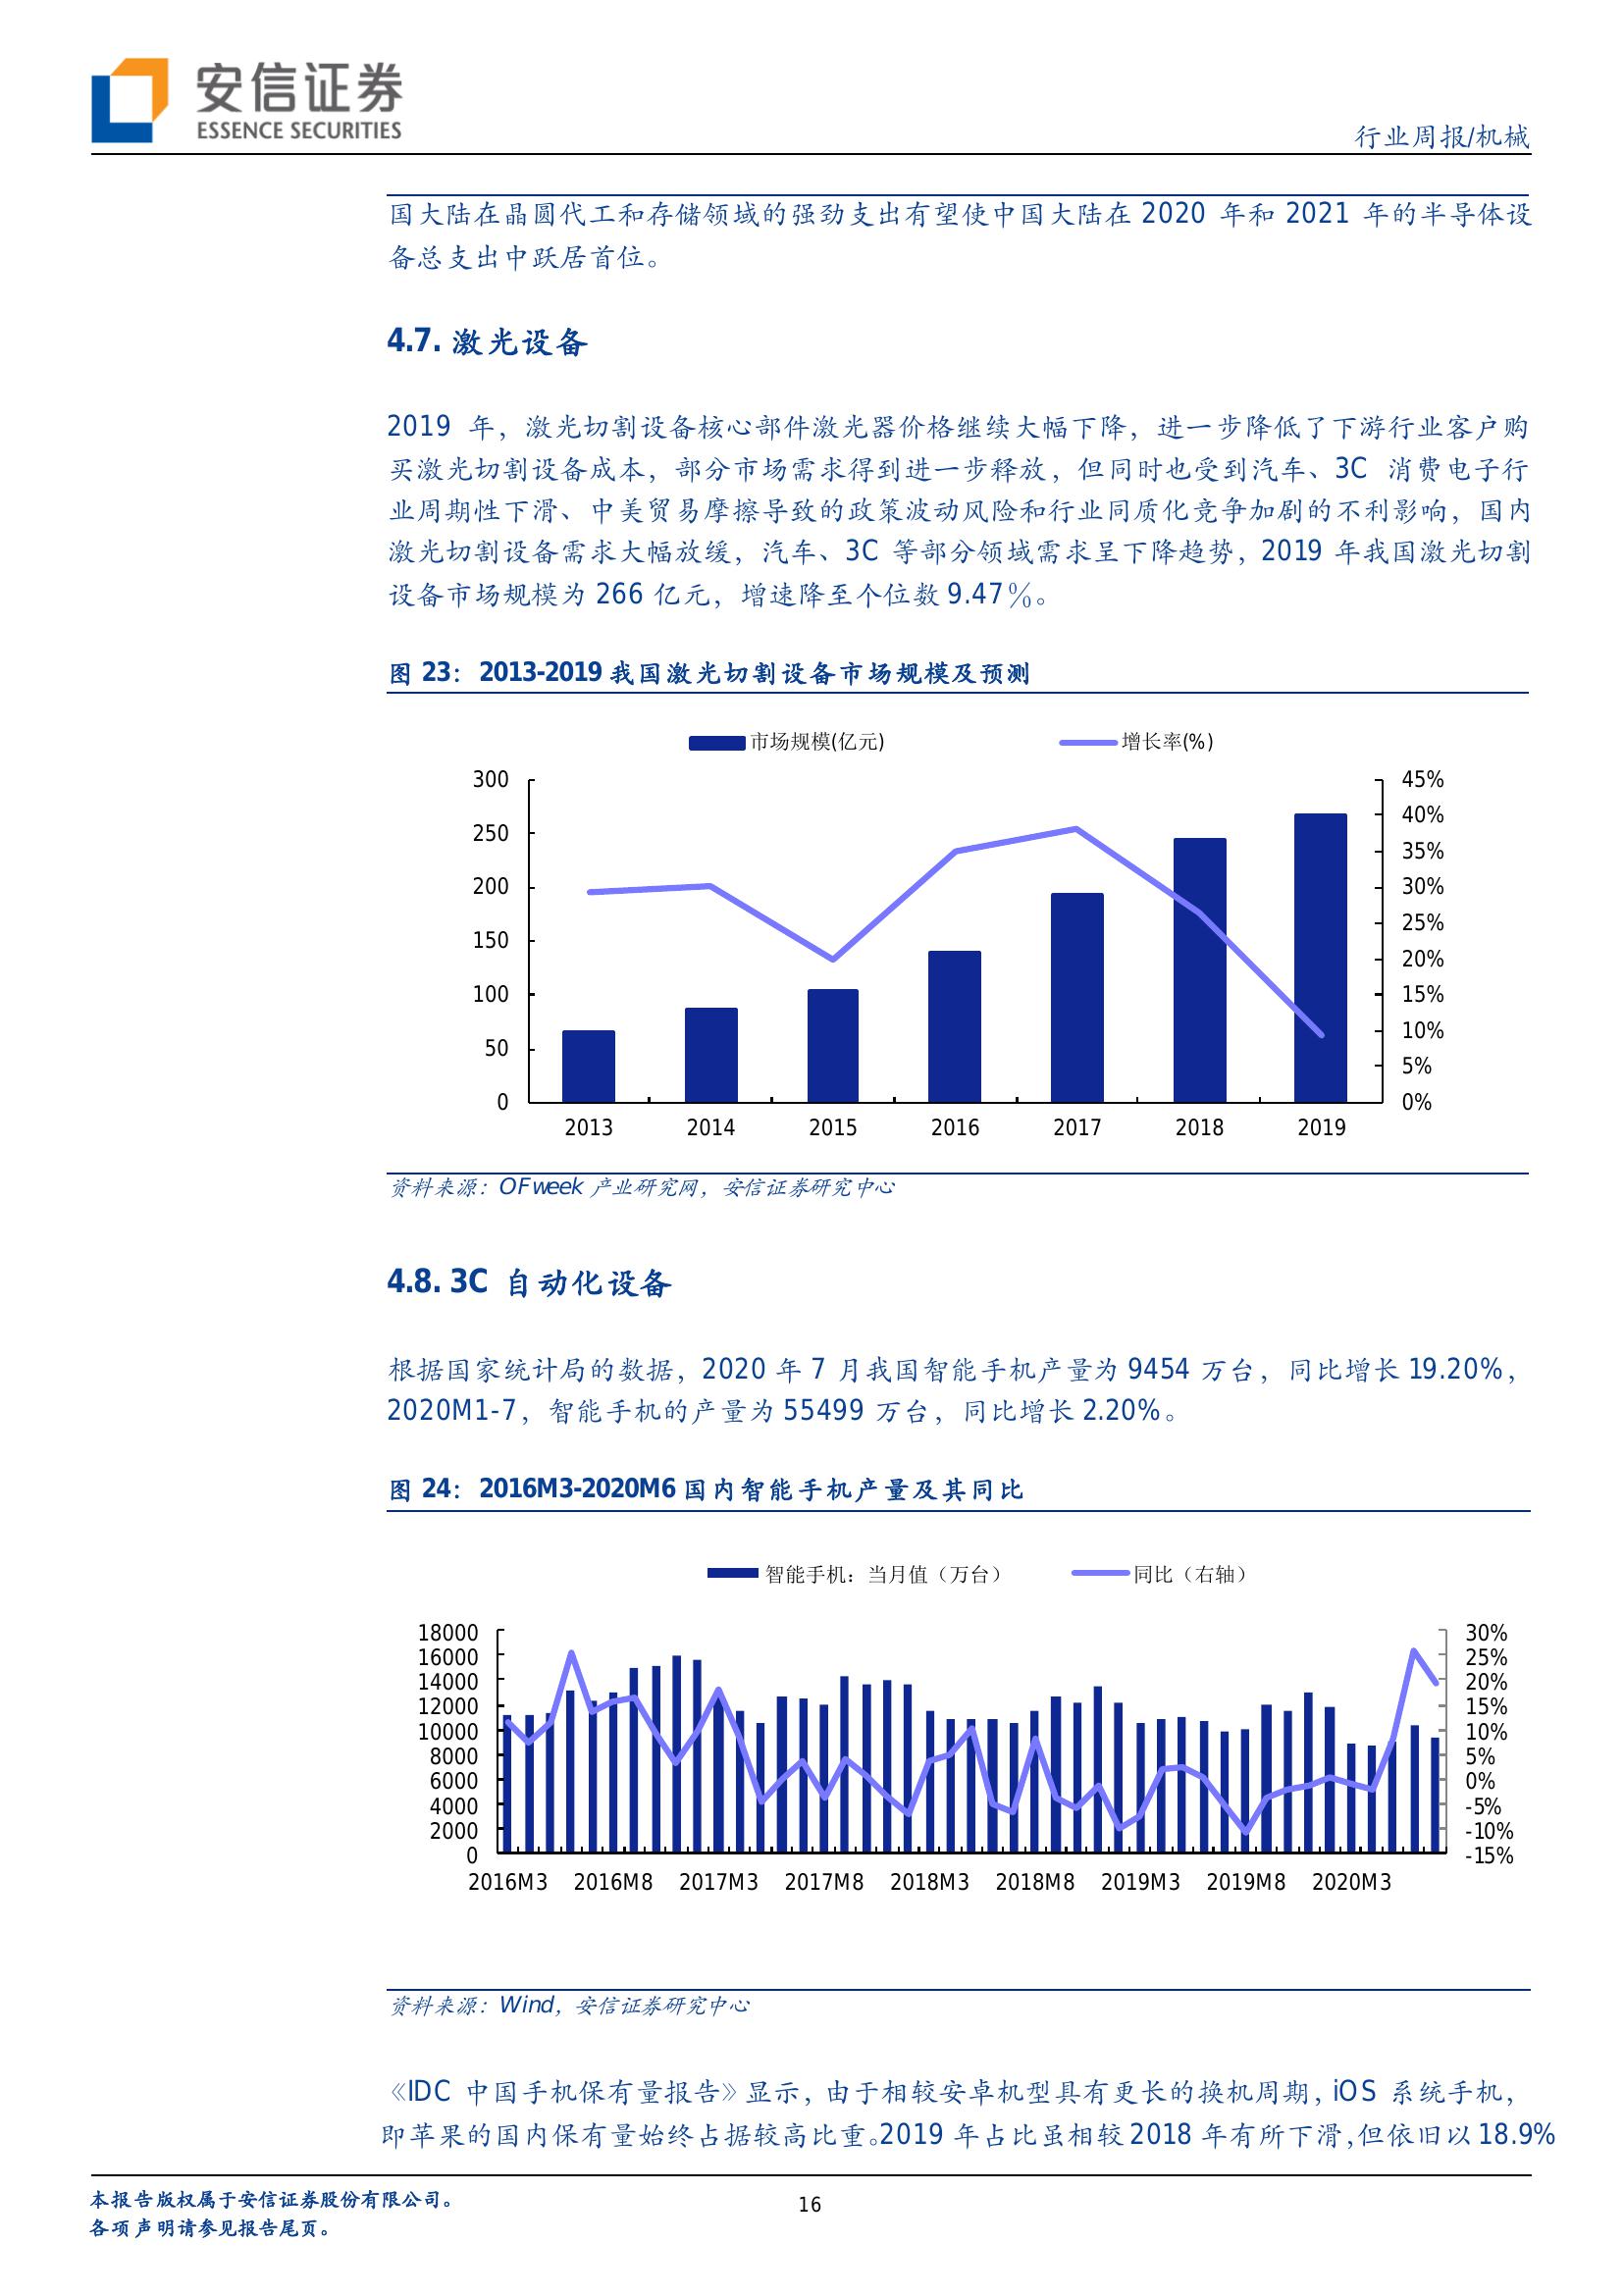 安信证券
ESSENCE SECURITIES
行业周报/机械
国大陆在晶圆代工和存储领域的强劲支出有望使中国大陆在 2020 年和 2021 年的半导体设
备总支出中跃居首位。
4.7. 激光设备
2019 年，激光切割设备核心部件激光器价格继续大幅下降，进一步降低了下游行业客户购
买激光切割设备成本，部分市场需求得到进一步释放，但同时也受到汽车、3C 消费电子行
业周期性下滑、中美贸易摩擦导致的政策波动风险和行业同质化竞争加剧的不利影响，国内
激光切割设备需求大幅放缓，汽车、3C 等部分领域需求呈下降趋势，2019 年我国激光切割
设备市场规模为 266 亿元，增速降至个位数 9.47％。
图 23：2013-2019 我国激光切割设备市场规模及预测
市场规模(亿元) 增长率(%)
300 45%
250 40%
200 35%
150 30%
100 25%
50 20%
0 15%
10%
5%
0%
2013 2014 2015 2016 2017 2018 2019
资料来源：OFweek 产业研究网，安信证券研究中心
4.8. 3C 自动化设备
根据国家统计局的数据，2020 年 7 月我国智能手机产量为 9454 万台，同比增长 19.20%，
2020M1-7，智能手机的产量为 55499 万台，同比增长 2.20%。
图 24：2016M3-2020M6 国内智能手机产量及其同比
智能手机：当月值（万台） 同比（右轴）
18000 30%
16000 25%
14000 20%
12000 15%
10000 10%
8000 5%
6000 0%
4000 -5%
2000 -10%
0 -15%
2016M3 2016M8 2017M3 2017M8 2018M3 2018M8 2019M3 2019M8 2020M3
资料来源：Wind，安信证券研究中心
《IDC 中国手机保有量报告》显示，由于相较安卓机型具有更长的换机周期，iOS 系统手机，
即苹果的国内保有量始终占据较高比重。2019 年占比虽相较 2018 年有所下滑，但依旧以 18.9%
本报告版权属于安信证券股份有限公司。
16
各项声明请参见报告尾页。